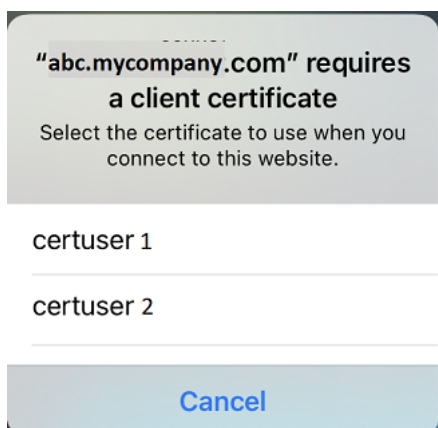 “abc.mycompany.com” requires
a client certificate
Select the certificate to use when you
connect to this website.
certuser 1
certuser 2
Cancel